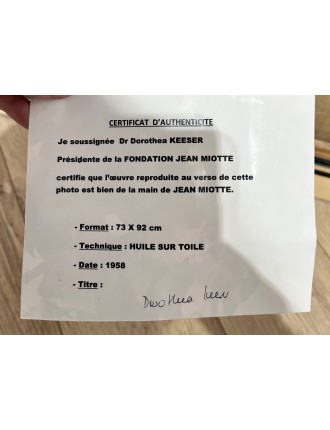 CERTIFICAT D'AUTHENTICITE
Je soussignée Dr Dorothea KEESER
Présidente de la FONDATION JEAN MIOTTE
certifie que l'œuvre reproduite au verso de cette
photo est bien de la main de JEAN MIOTTE.
- Format : 73 X 92 cm
- Technique : HUILE SUR TOILE
- Date : 1958
- Titre :
Dorothea